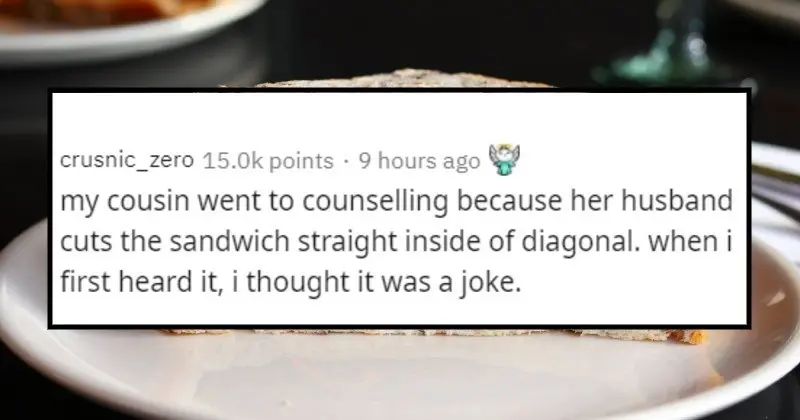 crusnic_zero 15.0k points · 9 hours ago
my cousin went to counselling because her husband
cuts the sandwich straight inside of diagonal. when i
first heard it, i thought it was a joke.